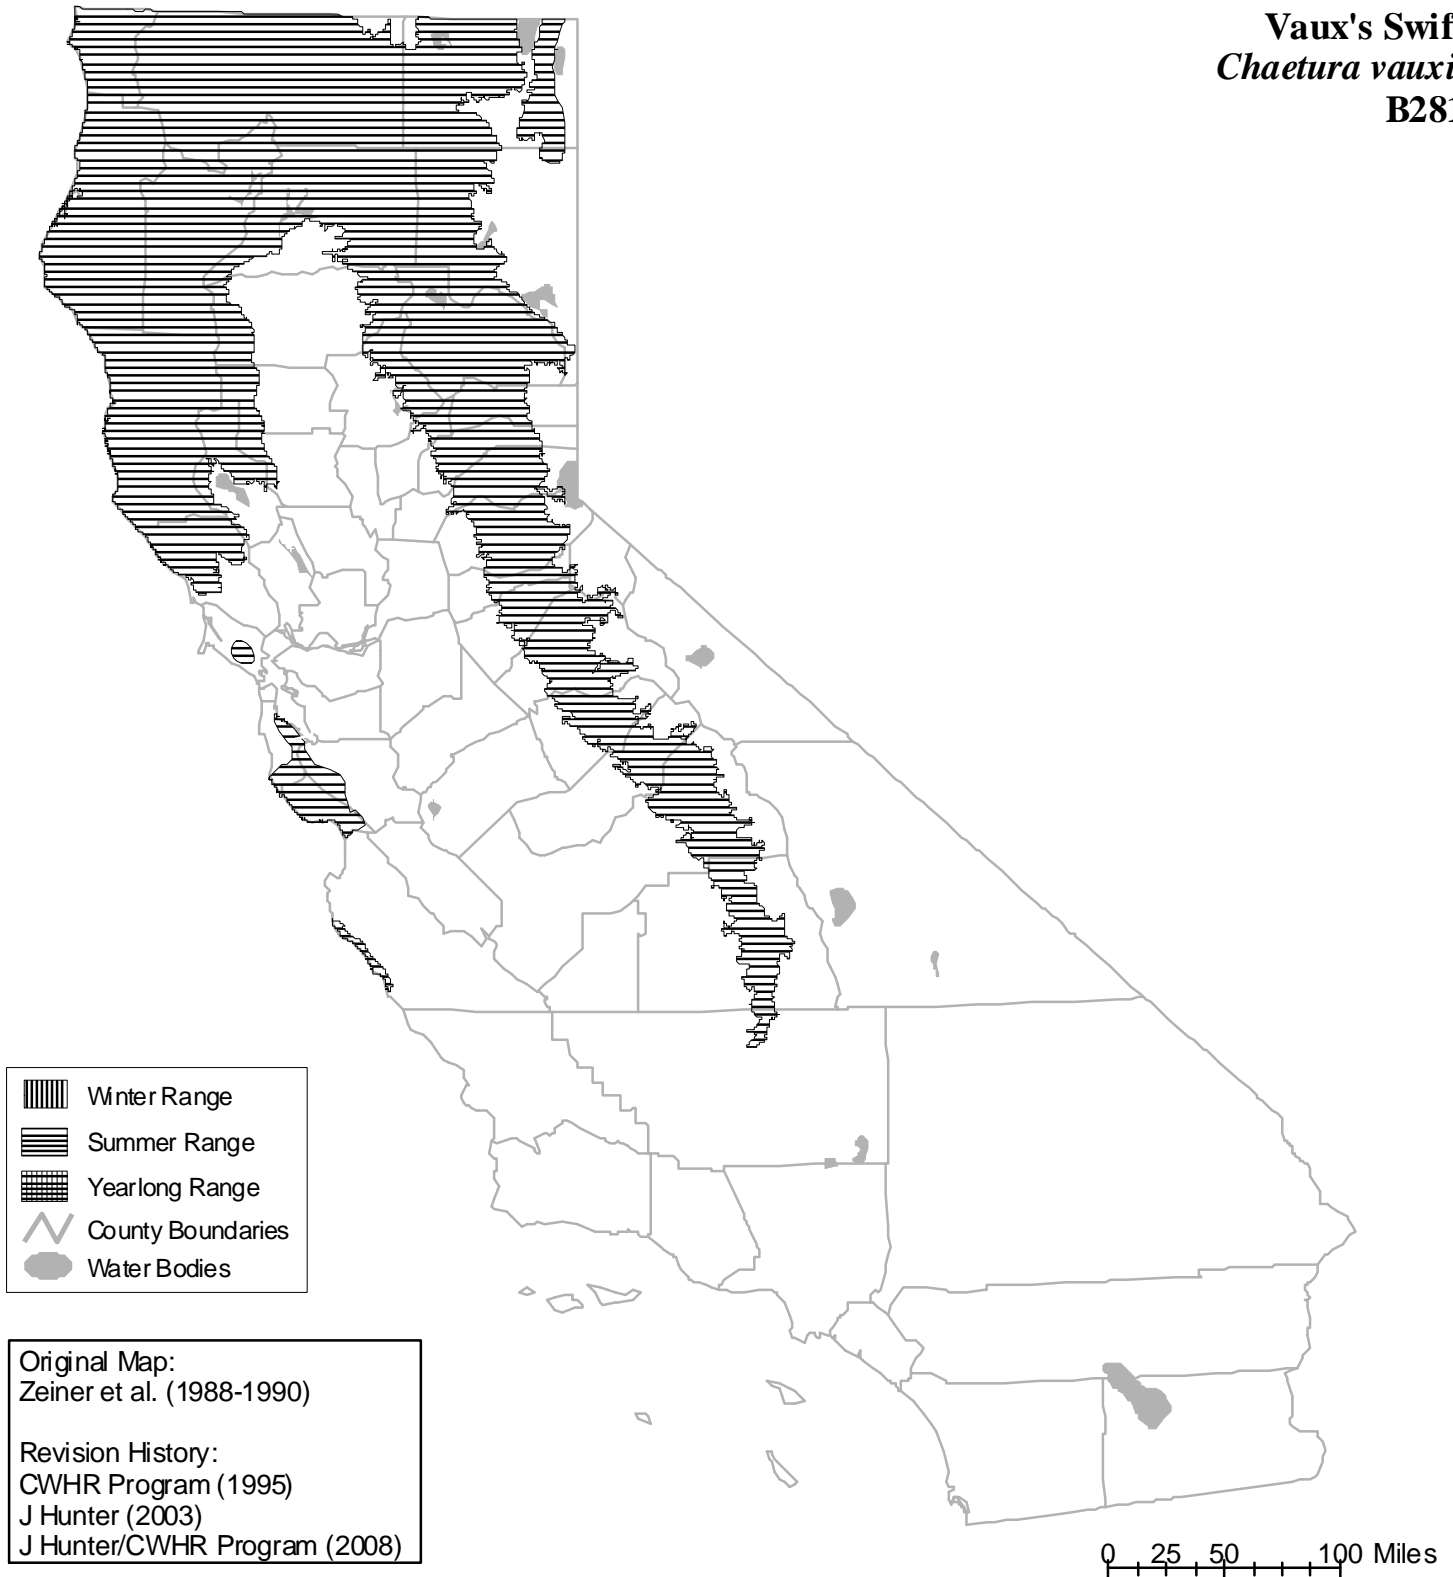 Vaux's Swif
Chaetura vauxi
B281
Winter Range
Summer Range
Yearlong Range
County Boundaries
Water Bodies
Original Map:
Zeiner et al. (1988-1990)
Revision History:
CWHR Program (1995)
J Hunter (2003)
J Hunter/CWHR Program (2008)
0 25 50 100 Miles